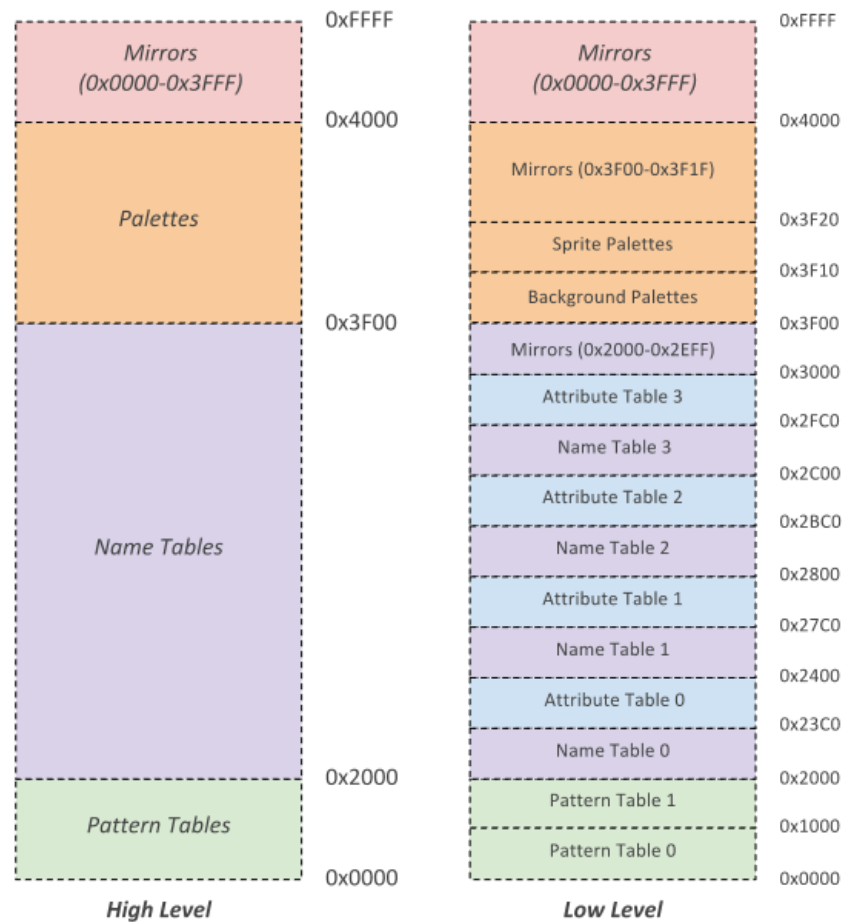 0xFFFF
Mirrors
(0x0000-0x3FFF)
0x4000
Palettes
0x3F00
Name Tables
0x2000
Pattern Tables
0x0000
High Level
0xFFFF
Mirrors
(0x0000-0x3FFF)
0x4000
Mirrors (0x3F00-0x3F1F)
0x3F20
Sprite Palettes
0x3F10
Background Palettes
0x3F00
Mirrors (0x2000-0x2EFF)
0x3000
Attribute Table 3
0x2FC0
Name Table 3
0x2C00
Attribute Table 2
0x2BC0
Name Table 2
0x2800
Attribute Table 1
0x27C0
Name Table 1
0x2400
Attribute Table 0
0x23C0
Name Table 0
0x2000
Pattern Table 1
0x1000
Pattern Table 0
0x0000
Low Level